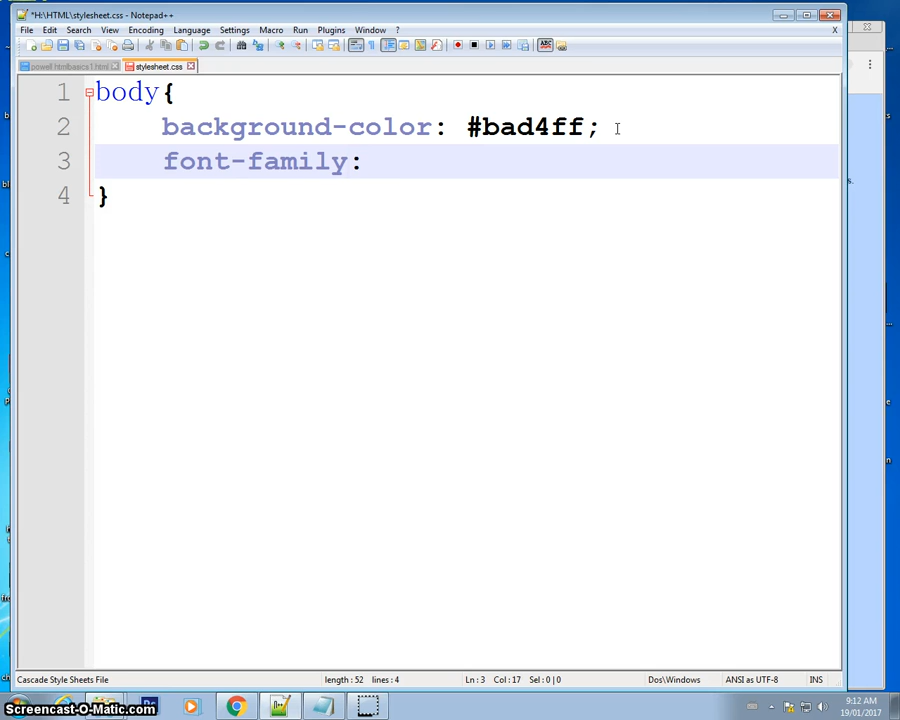 *H:\HTML\stylesheet.css - Notepad++
File Edit Search View Encoding Language Settings Macro Run Plugins Window ? X
powell htmlbasics1.html stylesheet.css
1 body{
2 background-color: #bad4ff;
3 font-family:
4 }
s.
Cascade Style Sheets File length: 52 lines: 4 Ln: 3 Col: 17 Sel: 0 | 0 Dos\Windows ANSI as UTF-8 INS
9:12 AM
19/01/2017
Screencast-O-Matic.com